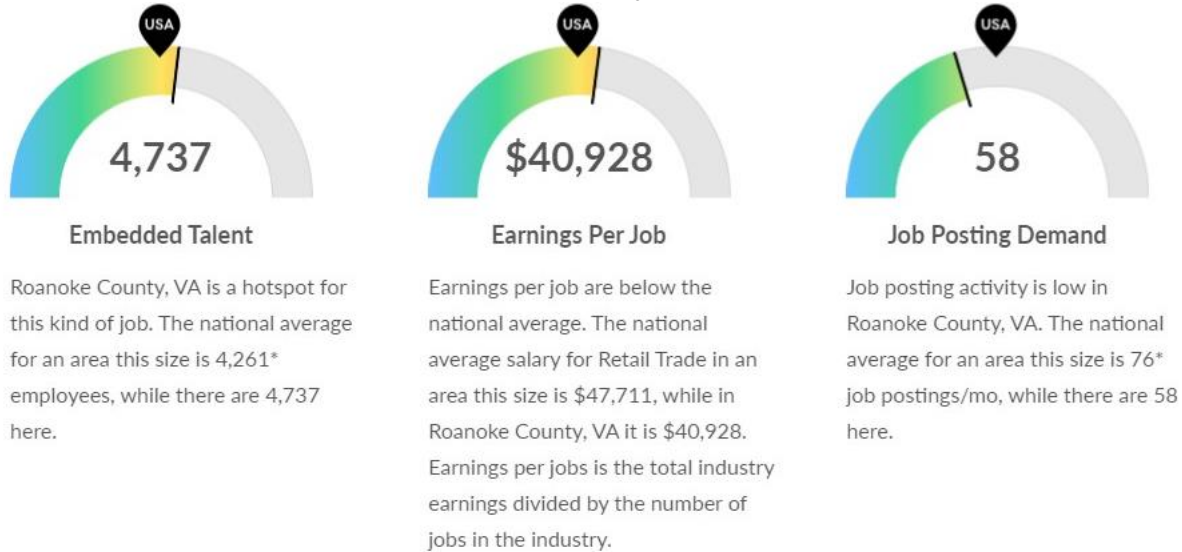 USA
4,737
Embedded Talent
Roanoke County, VA is a hotspot for
this kind of job. The national average
for an area this size is 4,261*
employees, while there are 4,737
here.
USA
$40,928
Earnings Per Job
Earnings per job are below the
national average. The national
average salary for Retail Trade in an
area this size is $47,711, while in
Roanoke County, VA it is $40,928.
Earnings per jobs is the total industry
earnings divided by the number of
jobs in the industry.
USA
58
Job Posting Demand
Job posting activity is low in
Roanoke County, VA. The national
average for an area this size is 76*
job postings/mo, while there are 58
here.